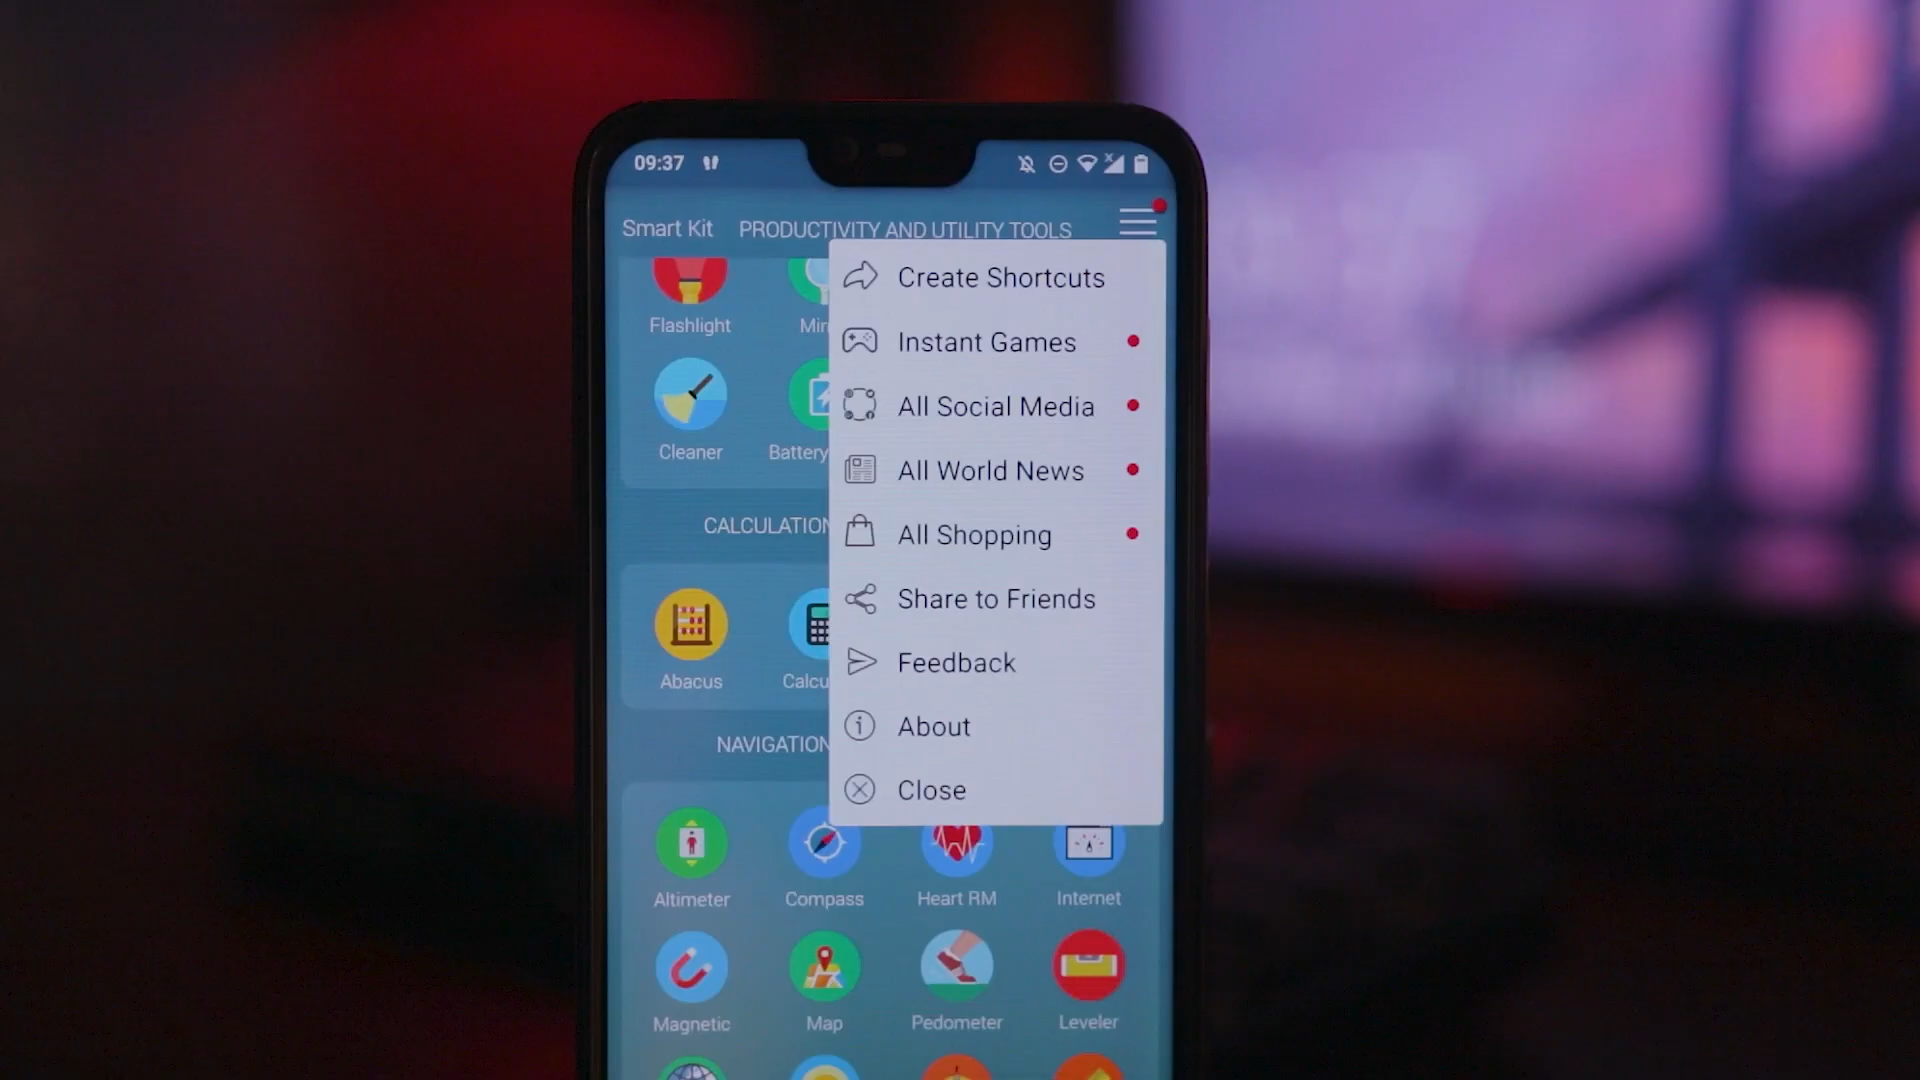 09:37
Smart Kit PRODUCTIVITY AND UTILITY TOOLS
Create Shortcuts
Instant Games
All Social Media
All World News
All Shopping
Share to Friends
Feedback
About
Close
Flashlight
Cleaner Battery
CALCULATION
Abacus
NAVIGATION
Altimeter Compass Heart RM Internet
Magnetic Map Pedometer Leveler